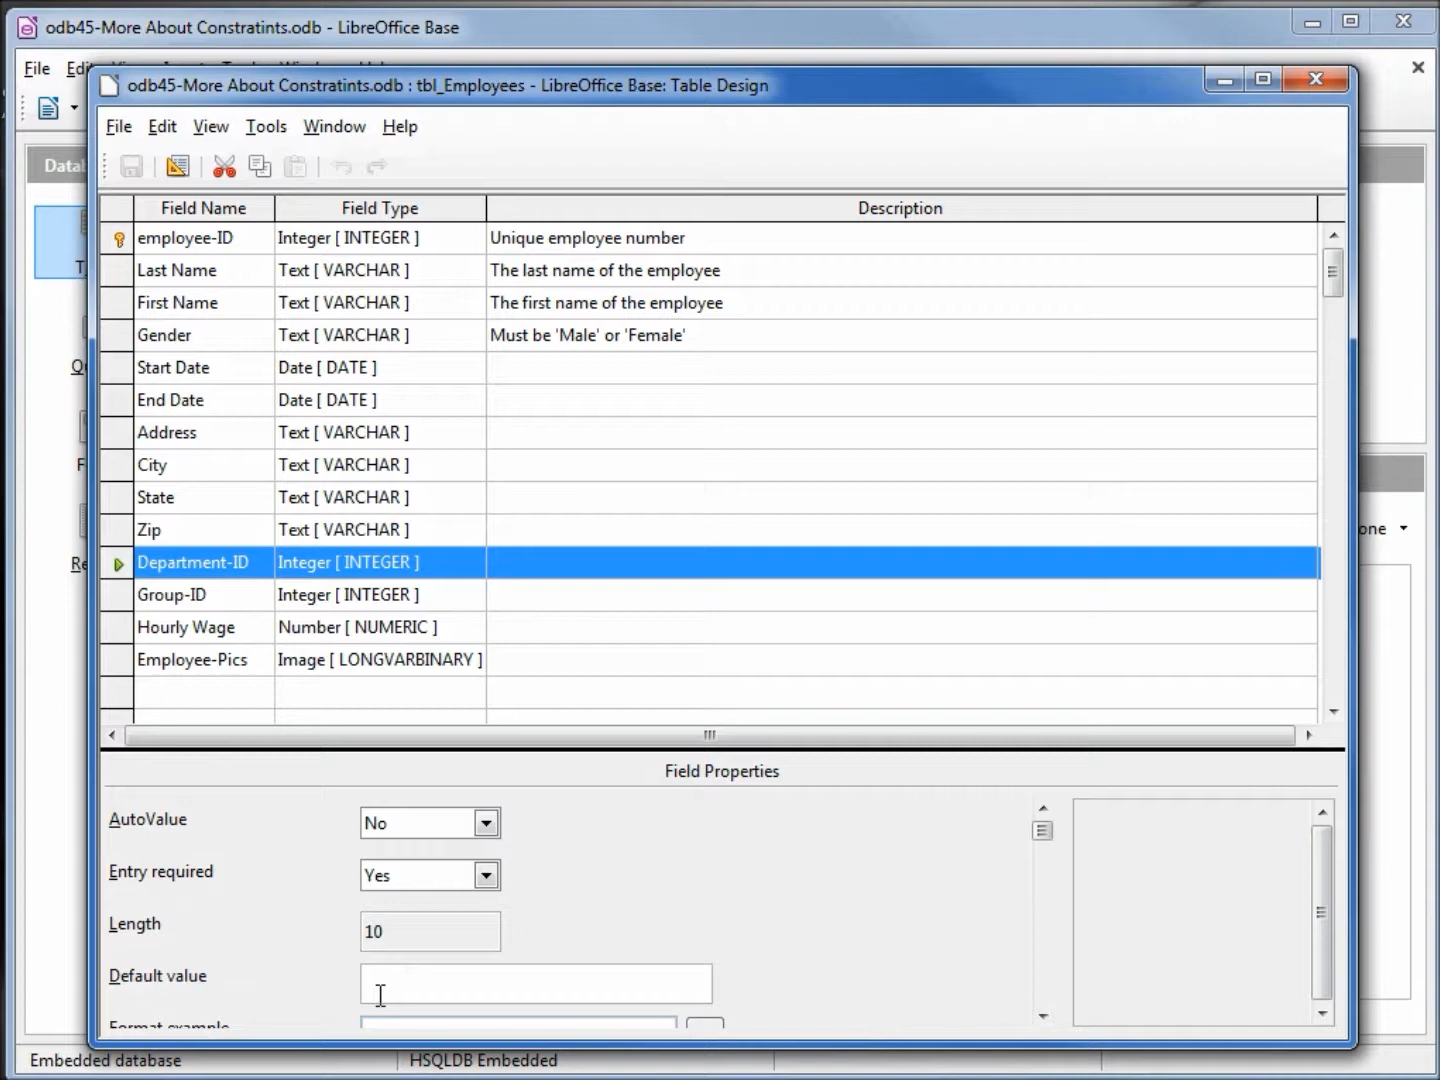 odb45-More About Constratints.odb - LibreOffice Base
File
odb45-More About Constratints.odb : tbl_Employees - LibreOffice Base: Table Design
File Edit View Tools Window Help
Field Name Field Type Description
employee-ID Integer [ INTEGER ] Unique employee number
Last Name Text [ VARCHAR ] The last name of the employee
First Name Text [ VARCHAR ] The first name of the employee
Gender Text [ VARCHAR ] Must be 'Male' or 'Female'
Start Date Date [ DATE ]
End Date Date [ DATE ]
Address Text [ VARCHAR ]
City Text [ VARCHAR ]
State Text [ VARCHAR ]
Zip Text [ VARCHAR ]
Department-ID Integer [ INTEGER ]
Group-ID Integer [ INTEGER ]
Hourly Wage Number [ NUMERIC ]
Employee-Pics Image [ LONGVARBINARY ]
Field Properties
AutoValue No
Entry required Yes
Length 10
Default value
Format example
Embedded database HSQLDB Embedded